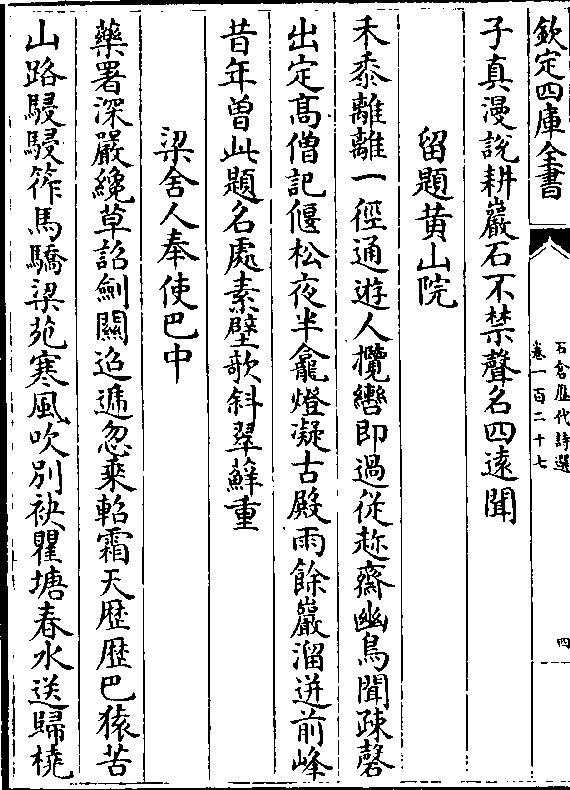 欽定四庫全書
石倉歷代詩選
卷一百二十七
四
子真漫說耕巖石不禁聲名四遠聞
留題黄山院
禾黍離離一徑通遊人攬轡即過從趂齋幽鳥聞疎磬
出定髙僧記偃松夜半龕燈凝古殿雨餘巖溜迸前峰
昔年曽此題名處素壁欹斜翠蘚重
梁舍人奉使巴中
藥署深嚴纔草詔劍關迢遞忽乘軺霜天歴歴巴猿苦
山路駸駸筰馬驕梁苑寒風吹别袂瞿塘春水送歸橈